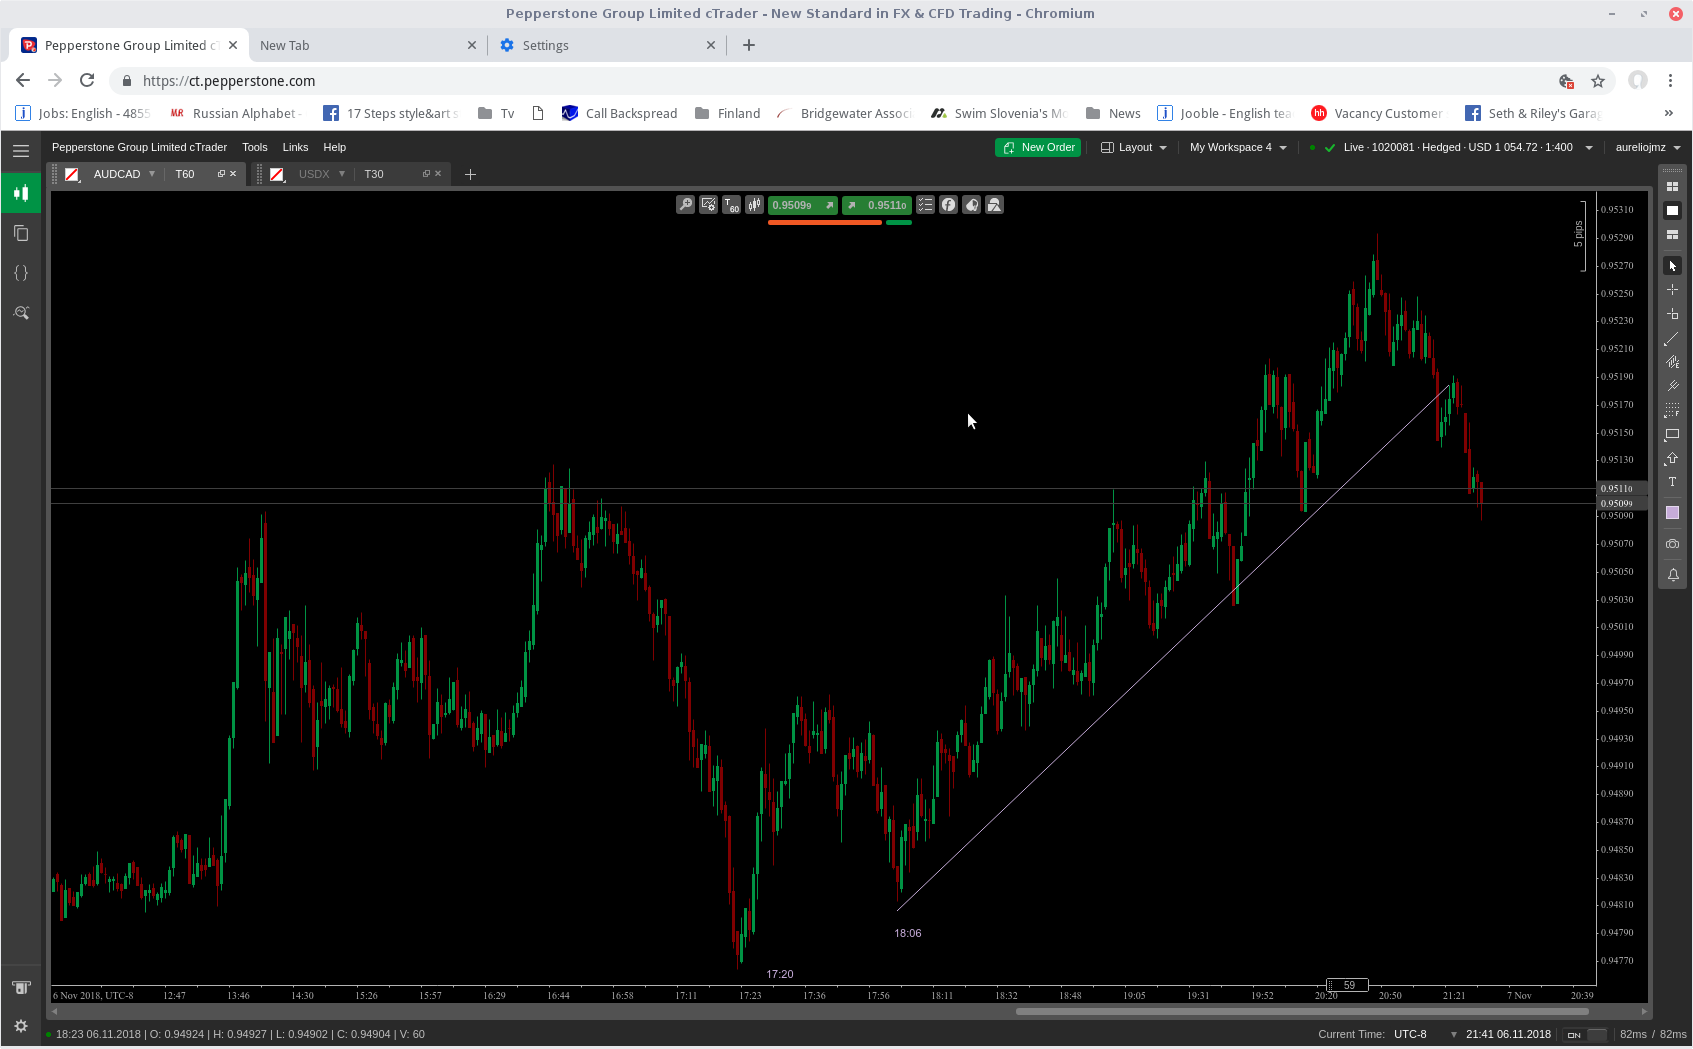 Pepperstone Group Limited cTrader - New Standard in FX & CFD Trading - Chromium
Pepperstone Group Limited cT
New Tab
Settings
https://ct.pepperstone.com
Jobs: English - 4855
Russian Alphabet -
17 Steps style&art s
Tv
Call Backspread
Finland
Bridgewater Assoc
Swim Slovenia's Mo
News
Jooble - English tea
Vacancy Customer
Seth & Riley's Garag
»
Pepperstone Group Limited cTrader
Tools
Links
Help
New Order
Layout
My Workspace 4
Live · 1020081 · Hedged · USD 1 054.72 · 1:400
aureliojmz
AUDCAD
T60
USDX
T30
T60
0.95099
0.95110
5 pips
0.95310
0.95290
0.95270
0.95250
0.95230
0.95210
0.95190
0.95170
0.95150
0.95130
0.95110
0.95099
0.95090
0.95070
0.95050
0.95030
0.95010
0.94990
0.94970
0.94950
0.94930
0.94910
0.94890
0.94870
0.94850
0.94830
0.94810
0.94790
0.94770
18:06
17:20
59
6 Nov 2018, UTC-8
12:47
13:46
14:30
15:26
15:57
16:29
16:44
16:58
17:11
17:23
17:36
17:56
18:11
18:32
18:48
19:05
19:31
19:52
20:20
20:50
21:21
7 Nov
20:39
18:23 06.11.2018 | O: 0.94924 | H: 0.94927 | L: 0.94902 | C: 0.94904 | V: 60
Current Time: UTC-8
21:41 06.11.2018
ON
82ms / 82ms